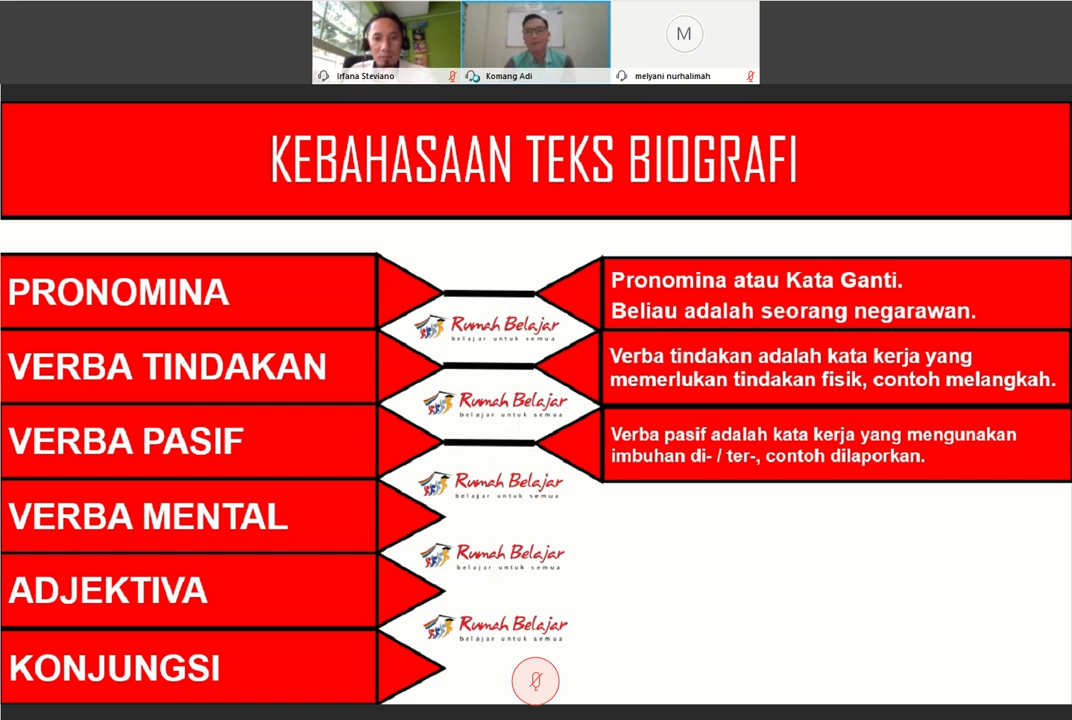 M
Irfana Steviano
Komang Adi
melyani nurhalimah
KEBAHASAAN TEKS BIOGRAFI
PRONOMINA
Pronomina atau Kata Ganti.
Beliau adalah seorang negarawan.
Rumah Belajar
belajar untuk semua
VERBA TINDAKAN
Verba tindakan adalah kata kerja yang
memerlukan tindakan fisik, contoh melangkah.
Rumah Belajar
belajar untuk semua
VERBA PASIF
Verba pasif adalah kata kerja yang mengunakan
imbuhan di- / ter-, contoh dilaporkan.
Rumah Belajar
belajar untuk semua
VERBA MENTAL
Rumah Belajar
belajar untuk semua
ADJEKTIVA
Rumah Belajar
belajar untuk semua
KONJUNGSI